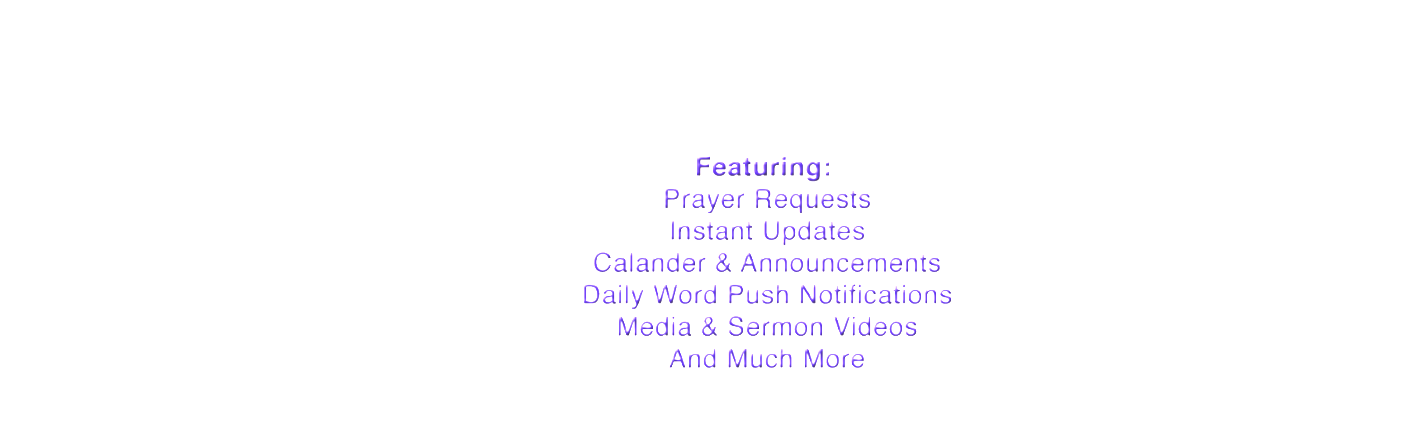 Featuring:
Prayer Requests
Instant Updates
Calander & Announcements
Daily Word Push Notifications
Media & Sermon Videos
And Much More